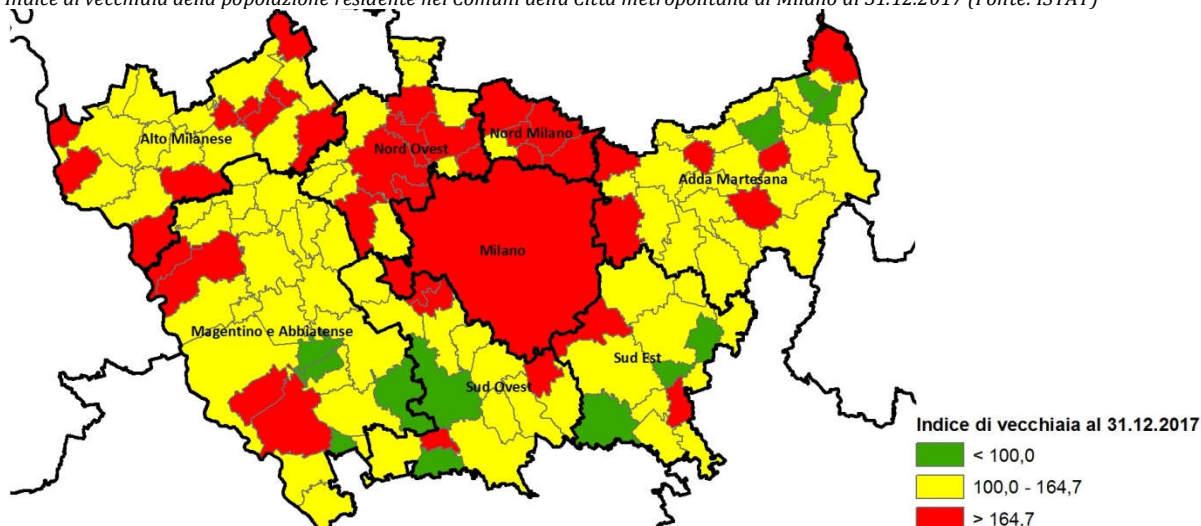 Indice di vecchiaia della popolazione residente nei Comuni della Città metropolitana di Milano al 31.12.2017 (Fonte: ISTAT)
Alto Milanese
Nord Ovest
Nord Milano
Adda Martesana
Milano
Magentino e Abbiatense
Sud Ovest
Sud Est
Indice di vecchiaia al 31.12.2017
< 100,0
100,0 - 164,7
> 164,7